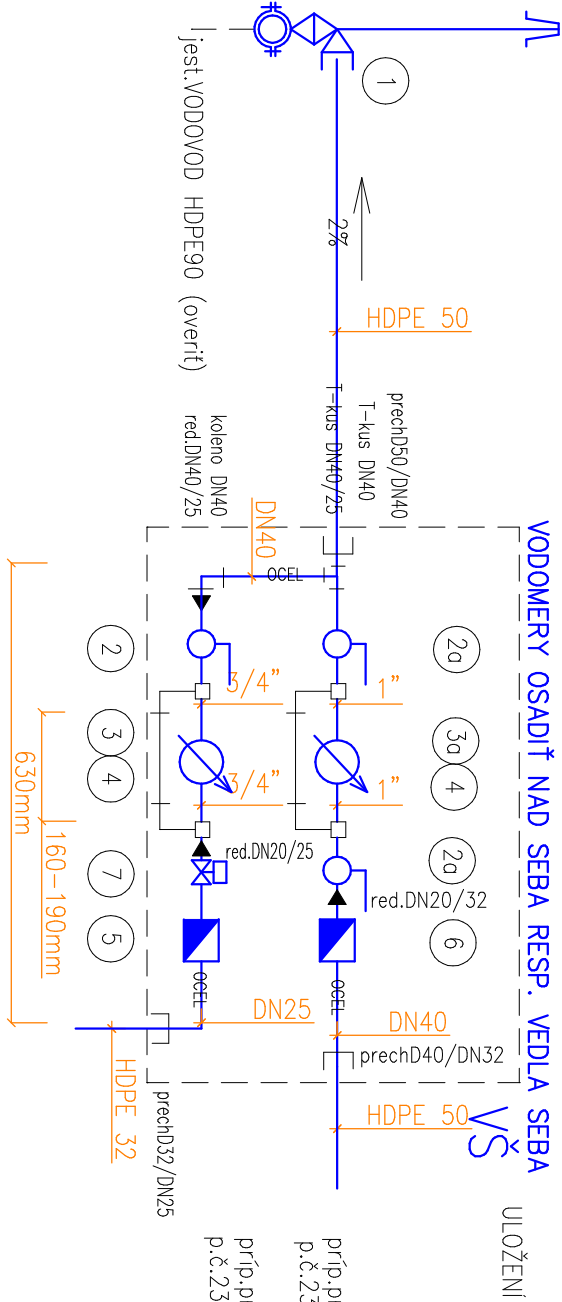 VODOMERY OSADIŤ NAD SEBA RESP. VEDLA SEBA
VŠ
ULOŽENÍ
1
2%
HDPE 50
jest.VODOVOD HDPE90 (overiť)
prechD50/DN40
T-kus DN40
T-kus DN40/25
koleno DN40
red.DN40/25
DN40
OCEL
2a
3a
4
2a
6
1"
1"
red.DN20/32
OCEL
DN40
prechD40/DN32
HDPE 50
3/4"
3/4"
red.DN20/25
OCEL
DN25
2
3
4
7
5
160-190mm
630mm
HDPE 32
prechD32/DN25
príp.p
p.č.23
príp.p
p.č.23